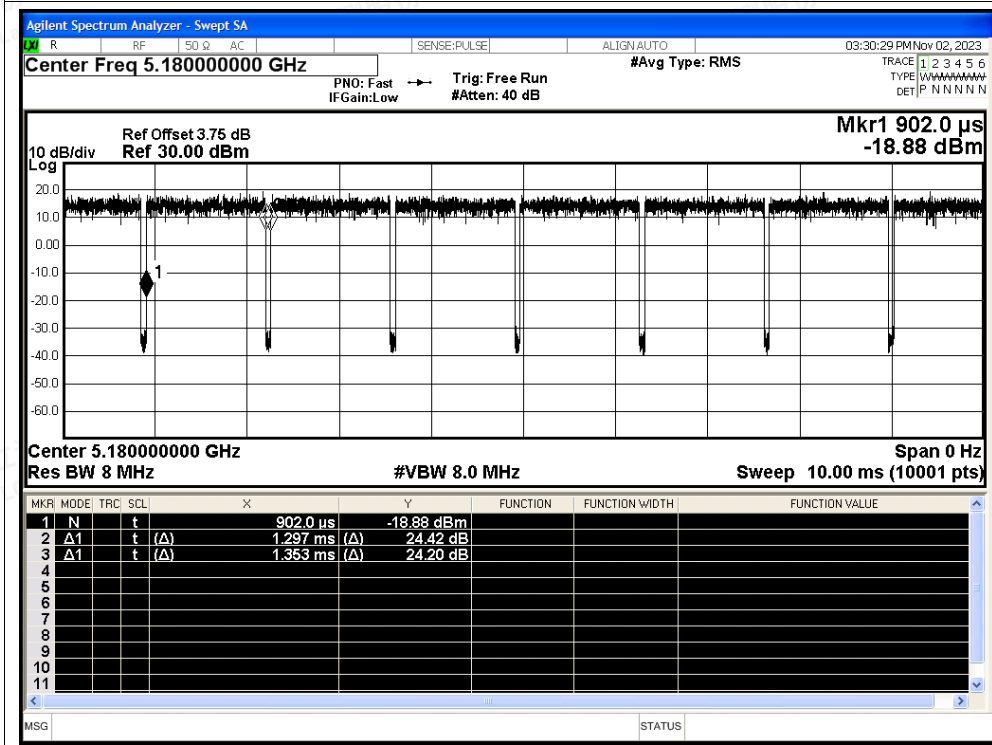 Agilent Spectrum Analyzer - Swept SA
LXI R RF 50 Ω AC SENSE:PULSE ALIGN AUTO 03:30:29 PM Nov 02, 2023
Center Freq 5.180000000 GHz #Avg Type: RMS TRACE 1 2 3 4 5 6
PNO: Fast Trig: Free Run TYPE
IFGain:Low #Atten: 40 dB DET P N N N N N
Mkr1 902.0 µs
Ref Offset 3.75 dB
10 dB/div Ref 30.00 dBm -18.88 dBm
Log
20.0
10.0
0.00
-10.0
1
-20.0
-30.0
-40.0
-50.0
-60.0
Center 5.180000000 GHz Span 0 Hz
Res BW 8 MHz #VBW 8.0 MHz Sweep 10.00 ms (10001 pts)
MKR MODE TRC SCL X Y FUNCTION FUNCTION WIDTH FUNCTION VALUE
1 N t 902.0 µs -18.88 dBm
2 Δ1 t (Δ) 1.297 ms (Δ) 24.42 dB
3 Δ1 t (Δ) 1.353 ms (Δ) 24.20 dB
4
5
6
7
8
9
10
11
MSG STATUS